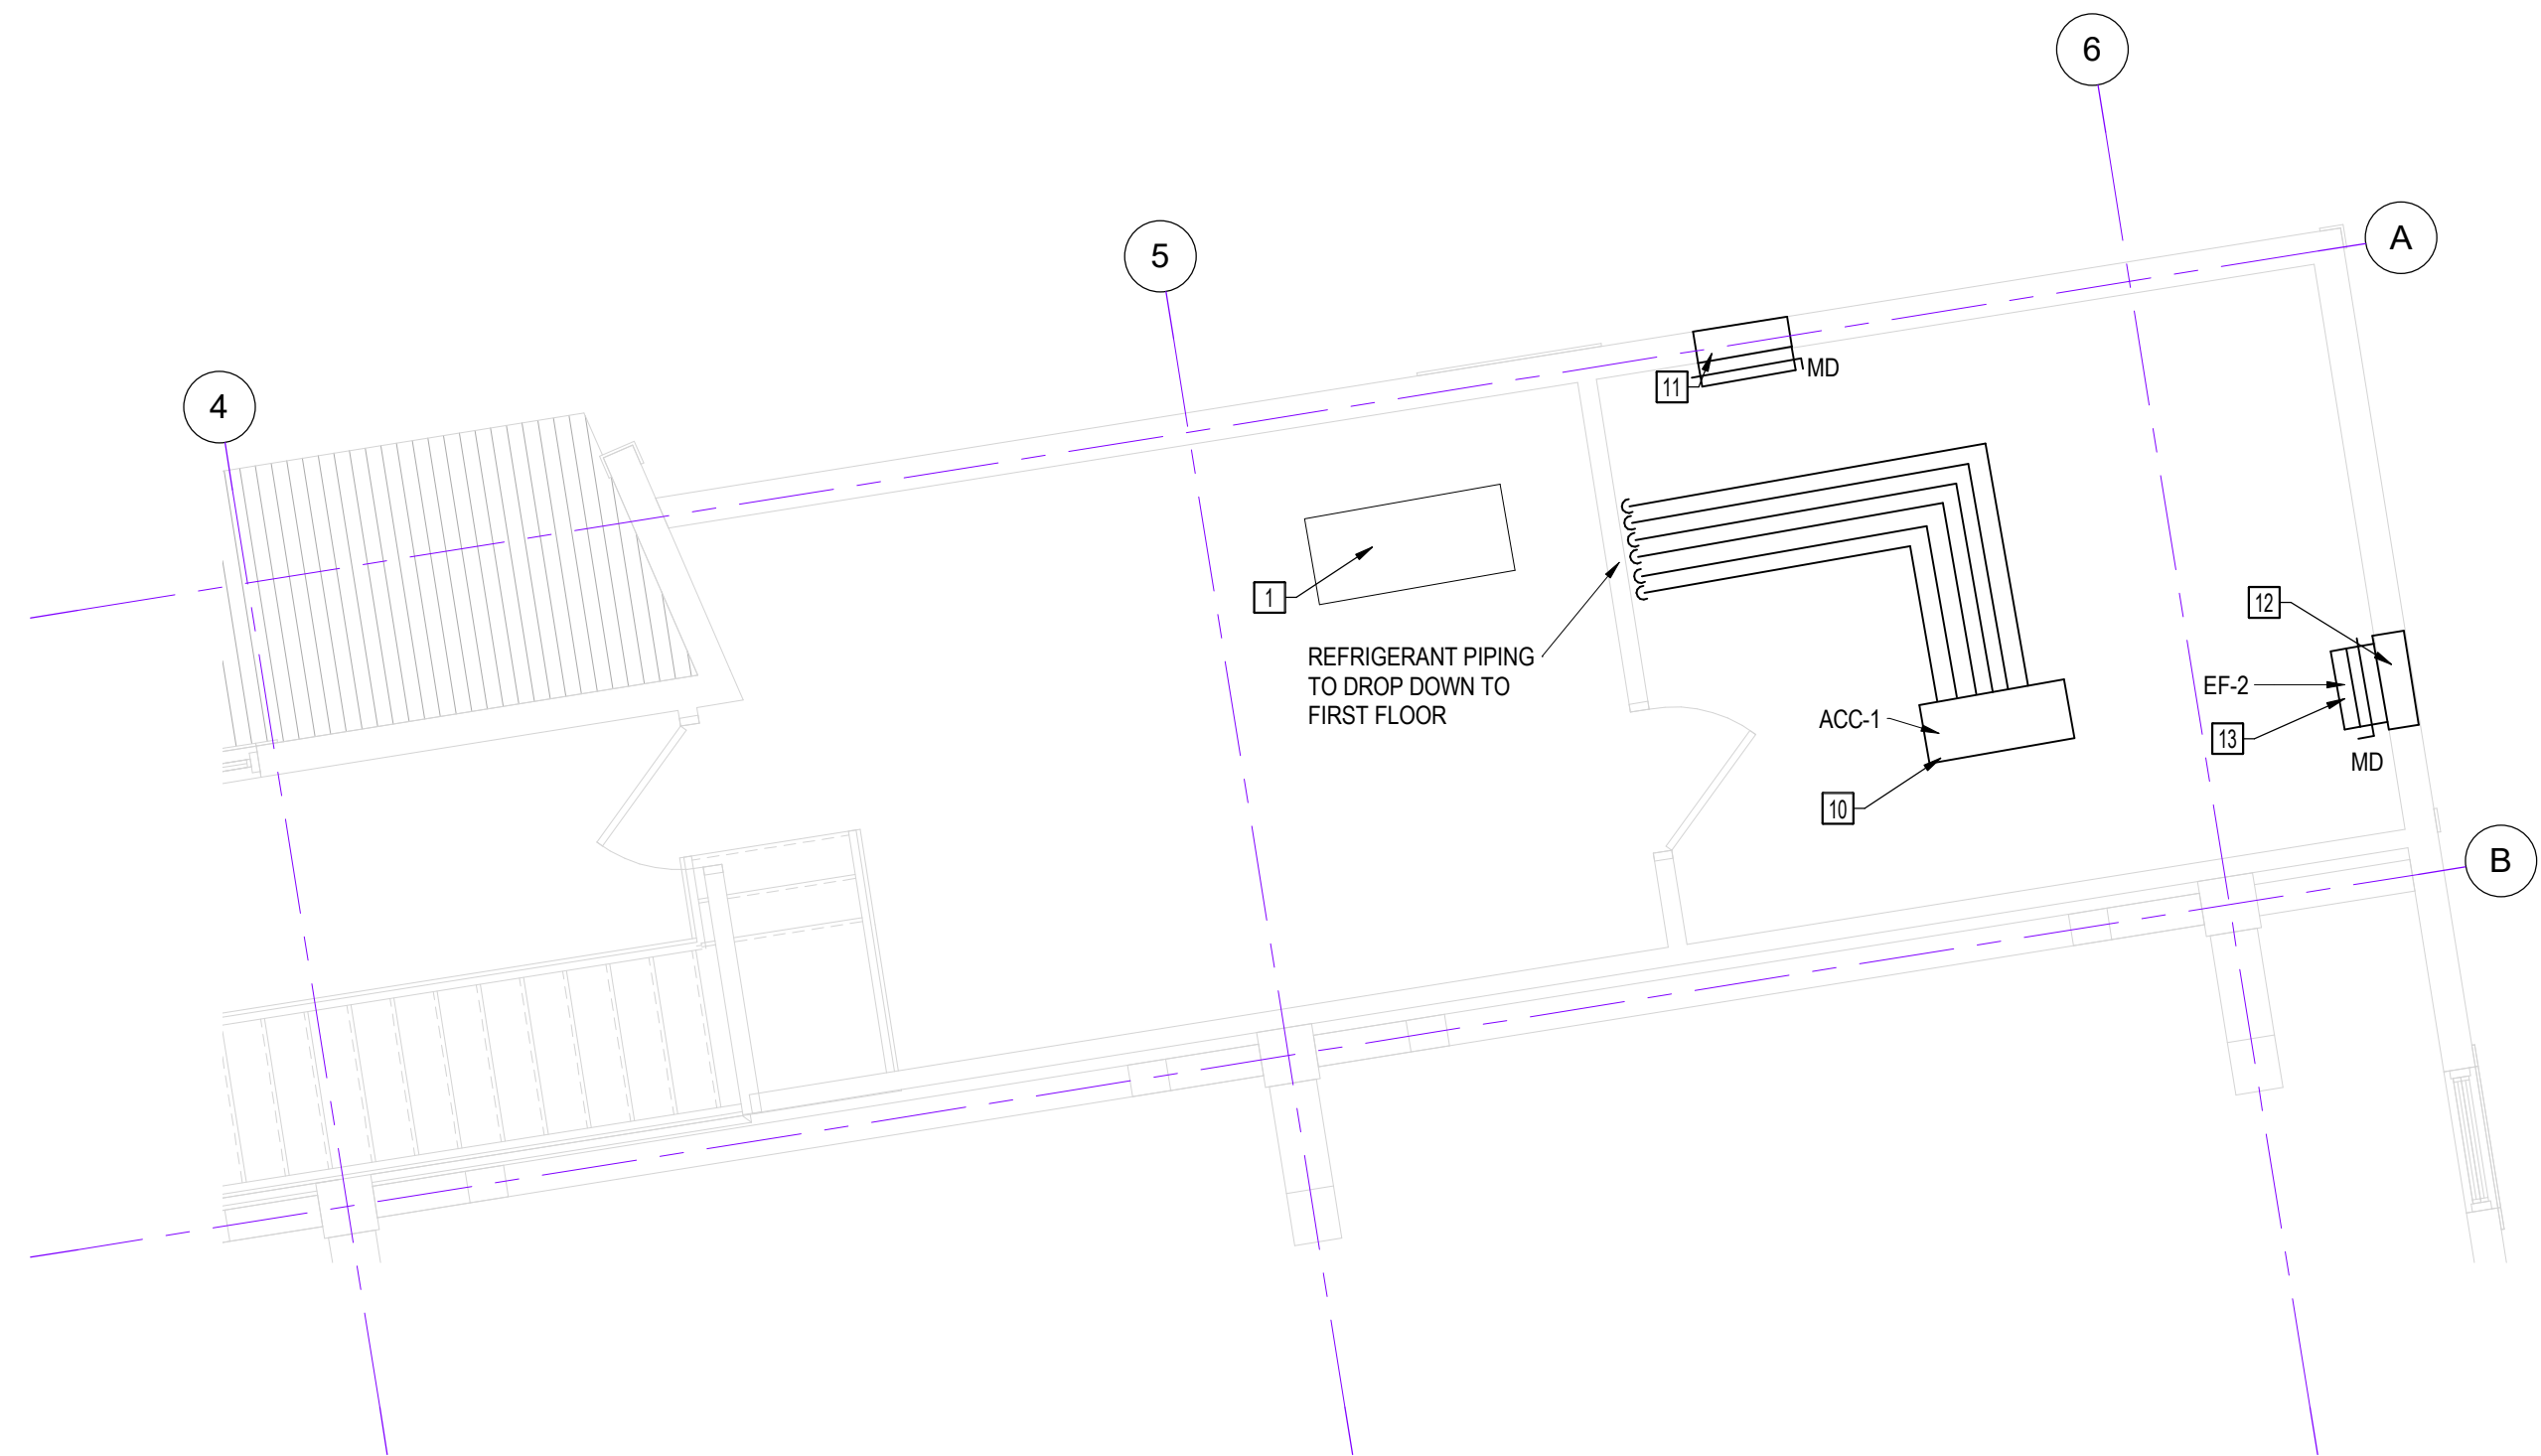 6
A
5
11
MD
4
1
12
REFRIGERANT PIPING
TO DROP DOWN TO
FIRST FLOOR
EF-2
ACC-1
13
MD
10
B